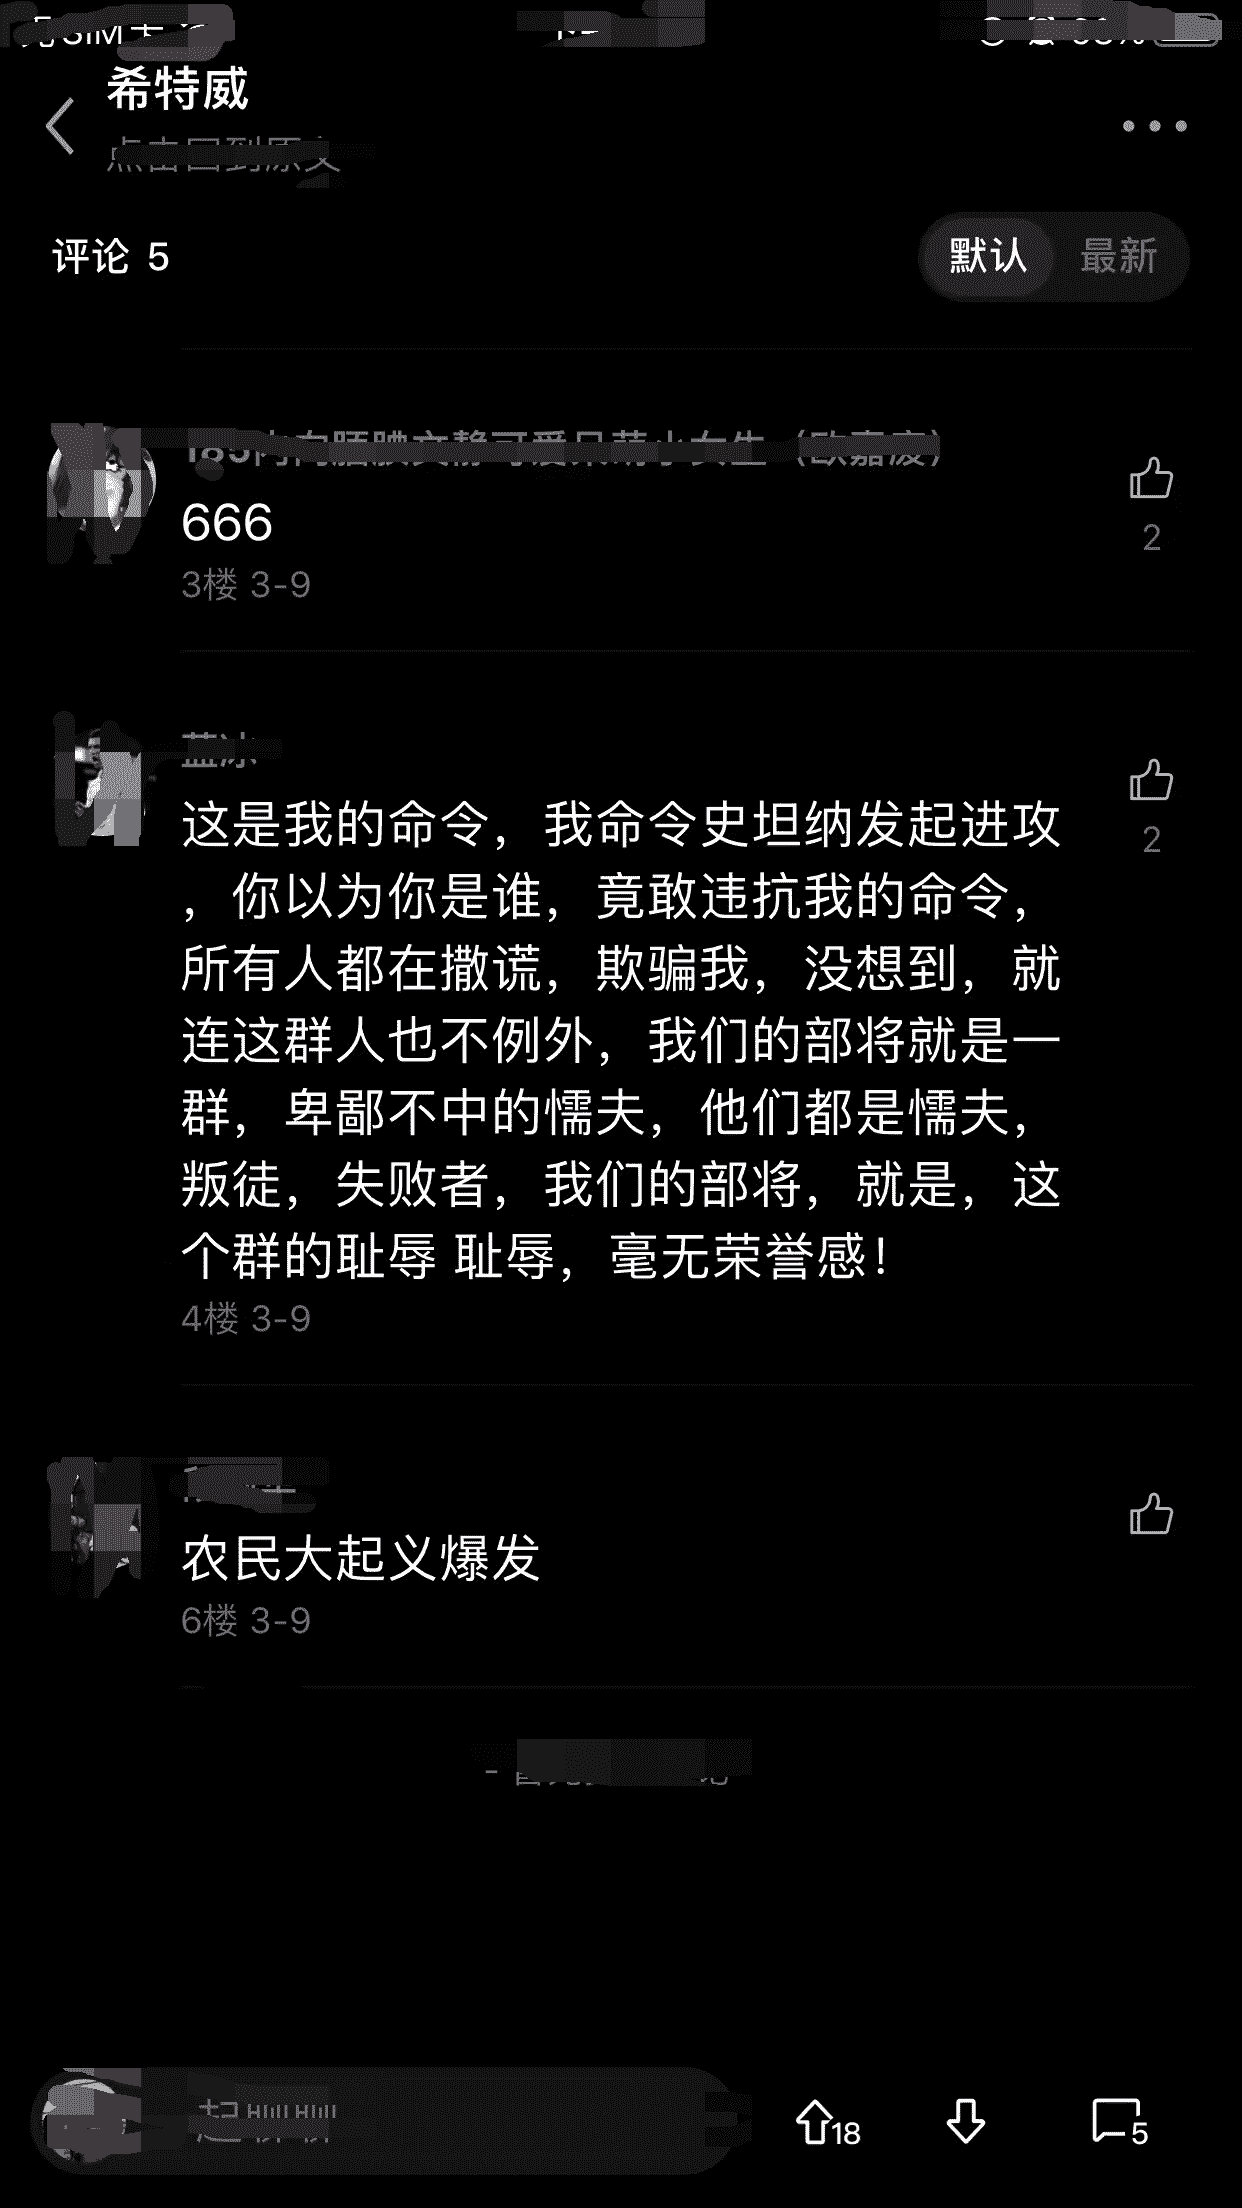 希特威
评论 5
默认 最新
666
2
3楼 3-9
蓝冰
这是我的命令，我命令史坦纳发起进攻
2
，你以为你是谁，竟敢违抗我的命令，
所有人都在撒谎，欺骗我，没想到，就
连这群人也不例外，我们的部将就是一
群，卑鄙不中的懦夫，他们都是懦夫，
叛徒，失败者，我们的部将，就是，这
个群的耻辱 耻辱，毫无荣誉感！
4楼 3-9
农民大起义爆发
6楼 3-9
18
5